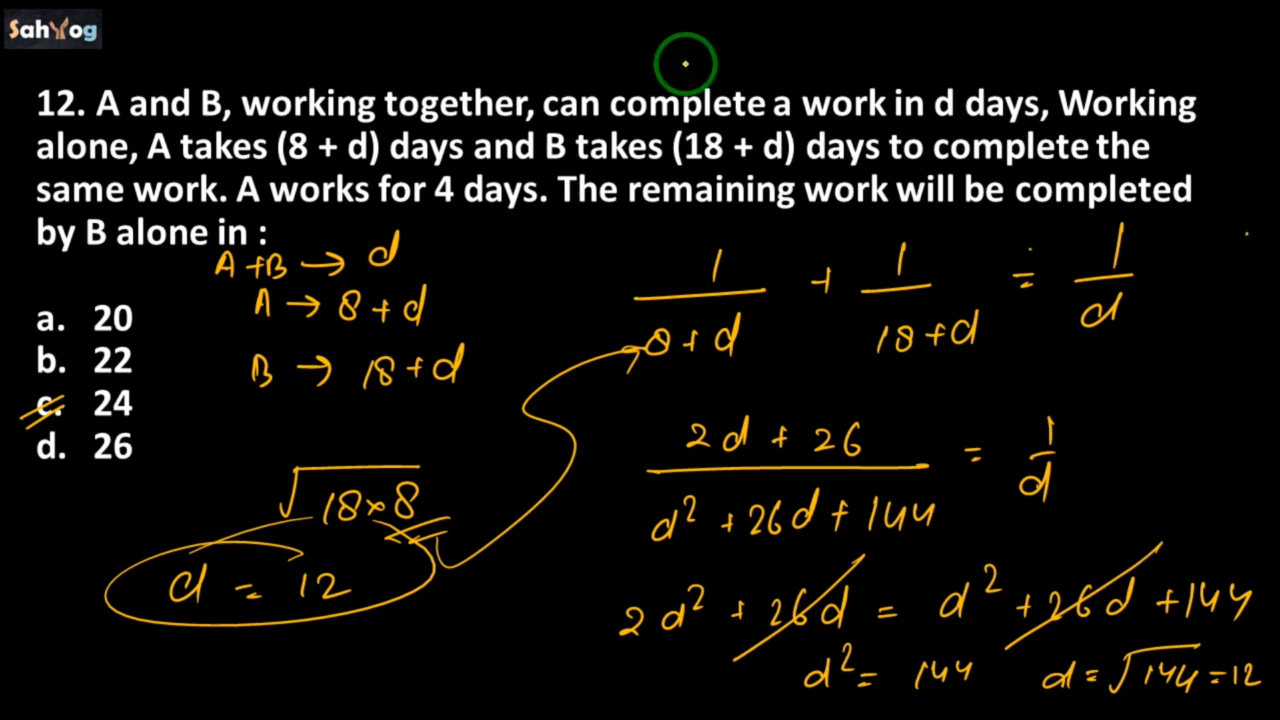 SahYog
12. A and B, working together, can complete a work in d days, Working
alone, A takes (8 + d) days and B takes (18 + d) days to complete the
same work. A works for 4 days. The remaining work will be completed
by B alone in :
a. 20
b. 22
c. 24
d. 26
A+B → d
A → 8+d
B → 18+d
√18×8
d = 12
1/8+d + 1/18+d = 1/d
2d + 26/d² + 26d + 144 = 1/d
2d² + 26d = d² + 26d + 144
d² = 144 d = √144 = 12